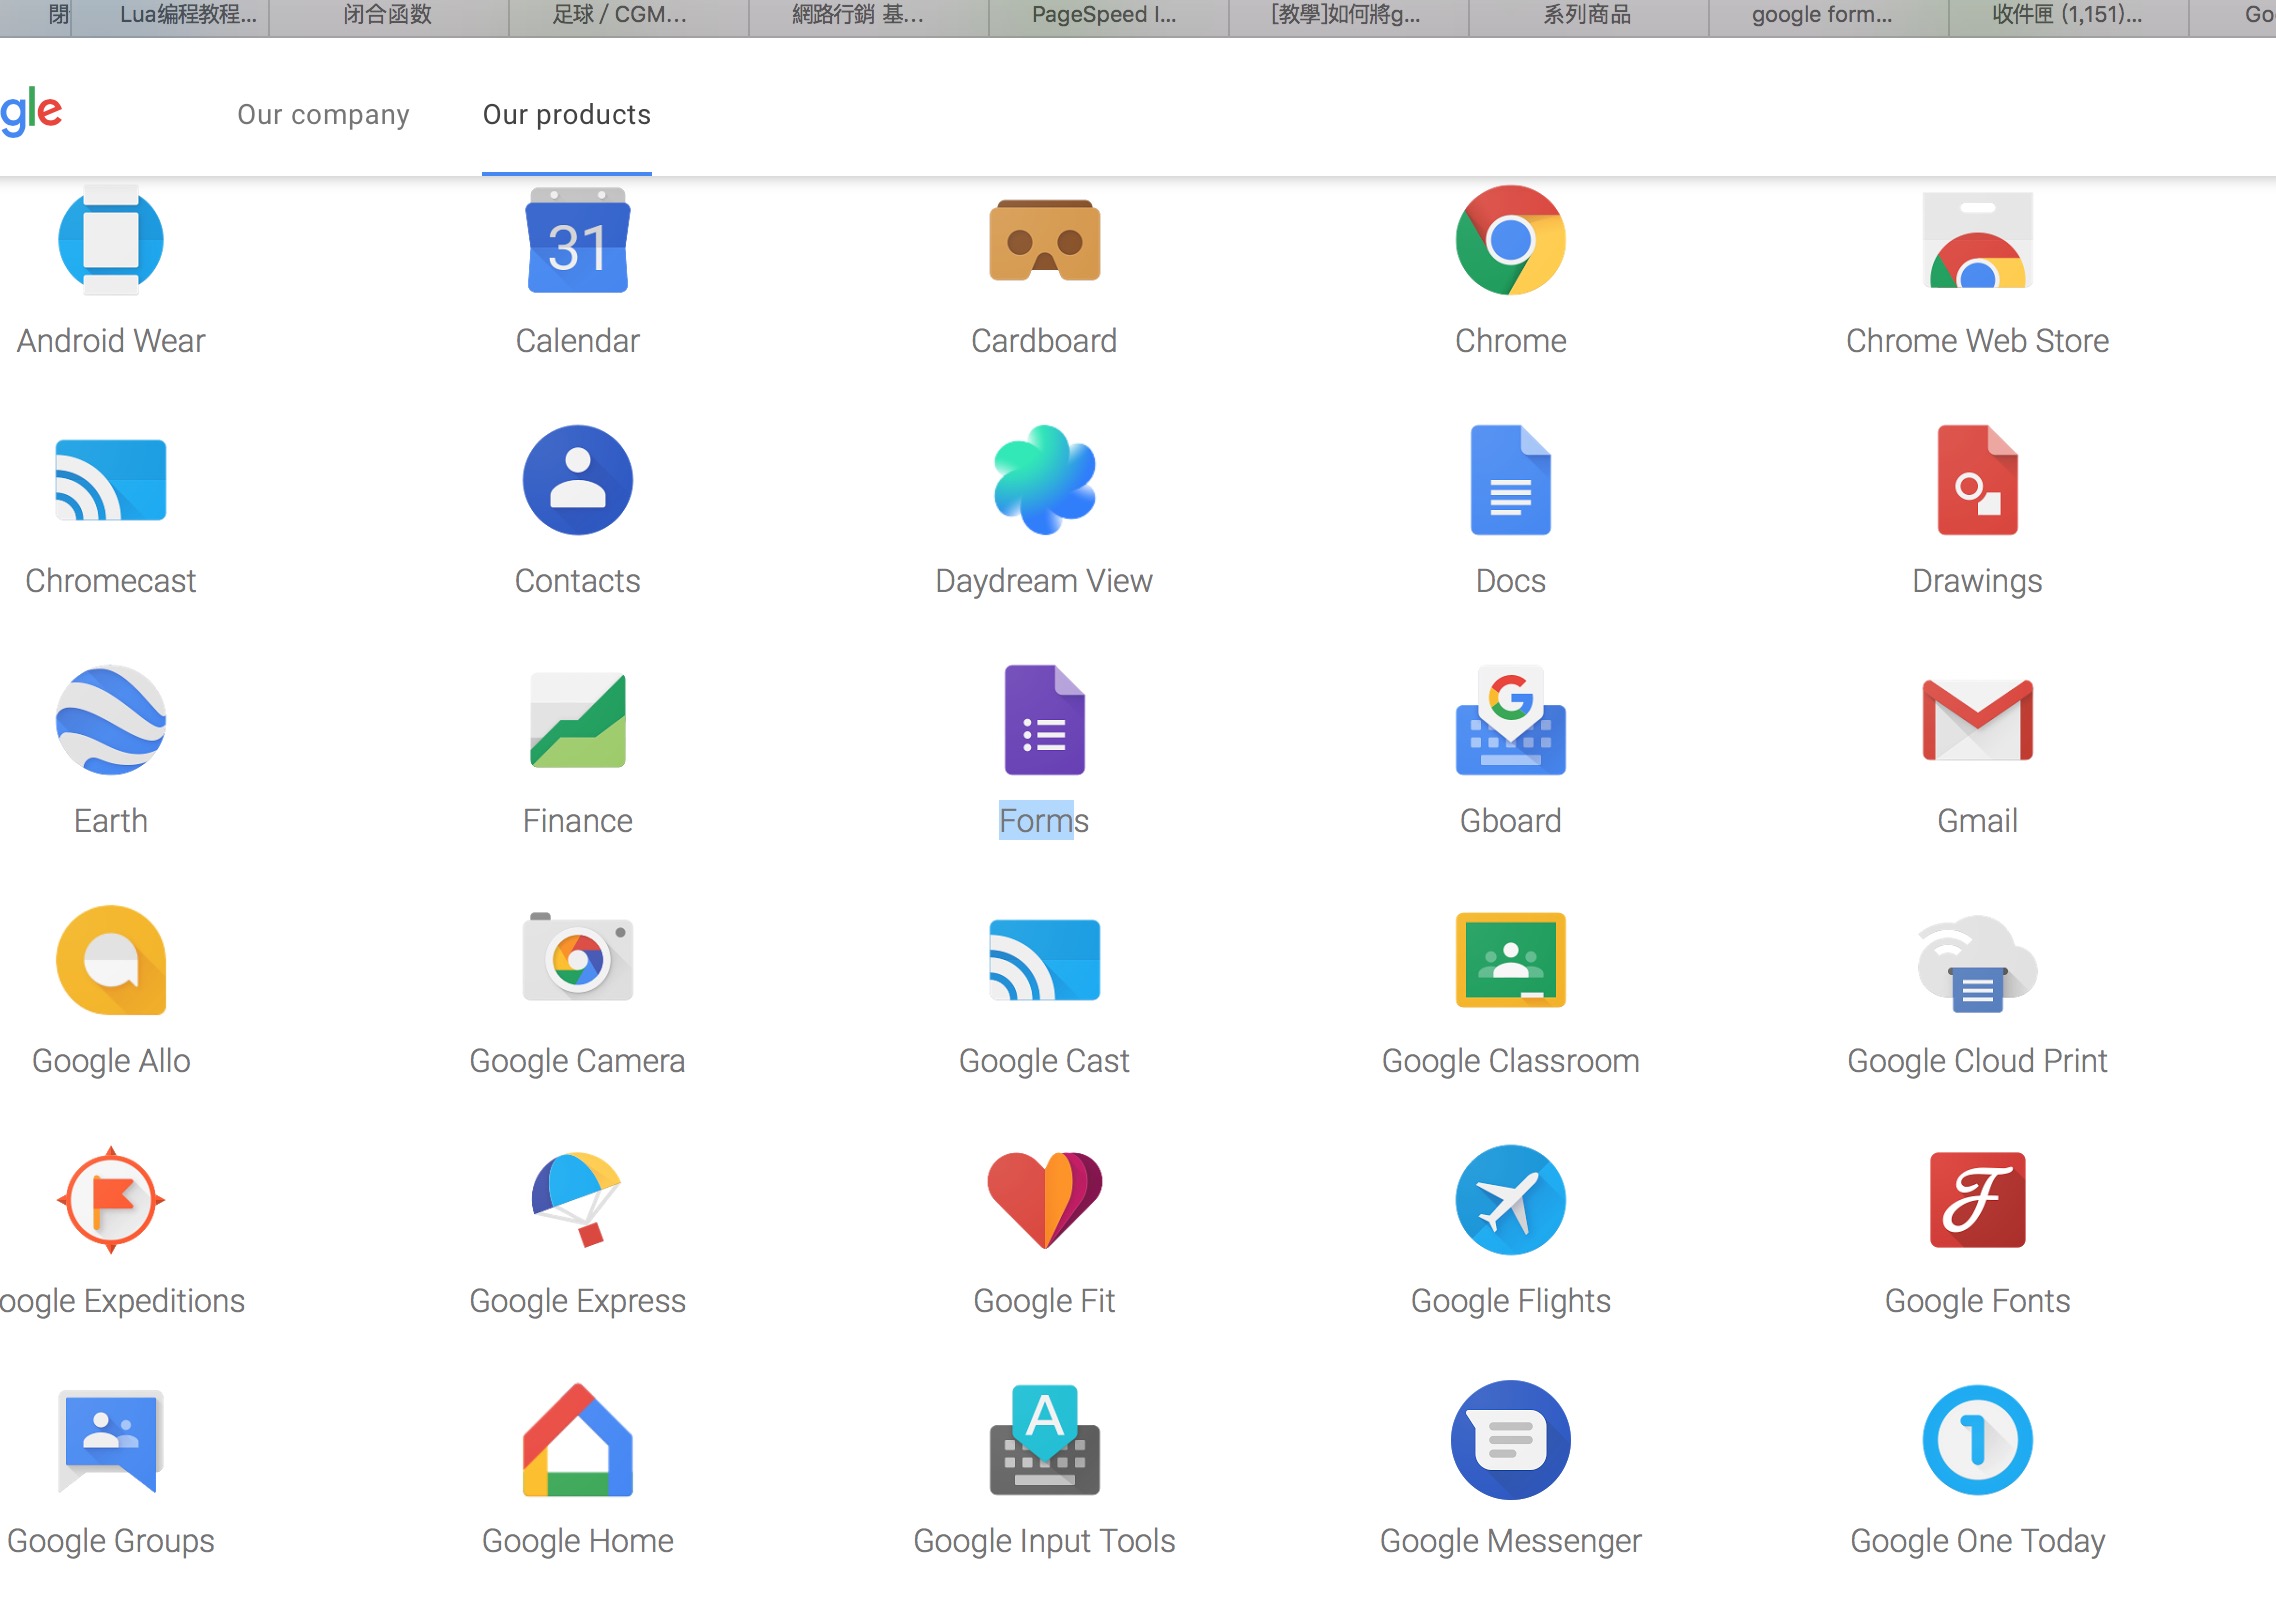 閉
Lua编程教程...
闭合函数
足球 / CGM...
網路行銷 基...
PageSpeed I...
[教學]如何將g...
系列商品
google form...
收件匣 (1,151)...
Go
gle
Our company
Our products
31
Android Wear
Calendar
Cardboard
Chrome
Chrome Web Store
Chromecast
Contacts
Daydream View
Docs
Drawings
G
Earth
Finance
Forms
Gboard
Gmail
Google Allo
Google Camera
Google Cast
Google Classroom
Google Cloud Print
F
oogle Expeditions
Google Express
Google Fit
Google Flights
Google Fonts
A
1
Google Groups
Google Home
Google Input Tools
Google Messenger
Google One Today